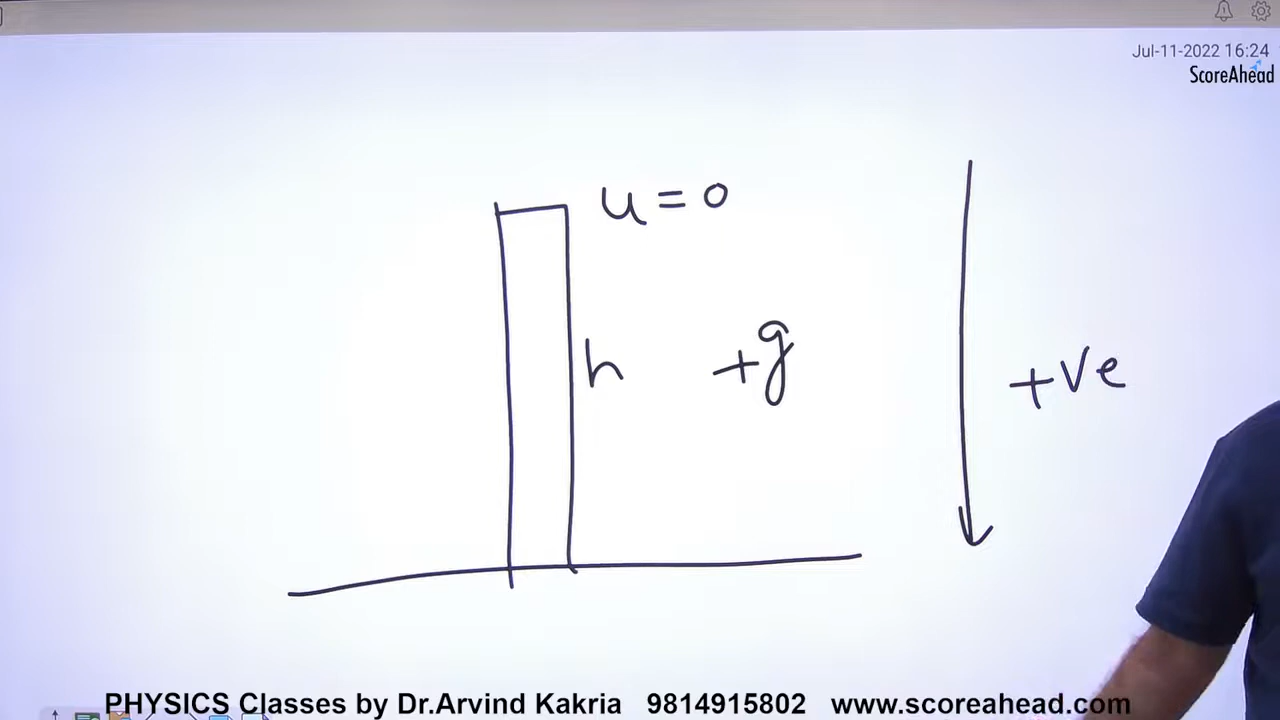 Jul-11-2022 16:24
ScoreAhead
u = 0
h
+g
+ve
PHYSICS Classes by Dr.Arvind Kakria 9814915802 www.scoreahead.com